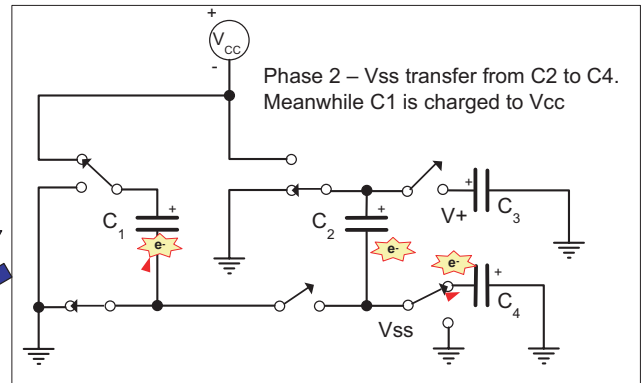 +
VCC
-
Phase 2 – Vss transfer from C2 to C4.
Meanwhile C1 is charged to Vcc
+
C1
e-
+
C2
e-
+
V+
C3
e-
+
C4
Vss